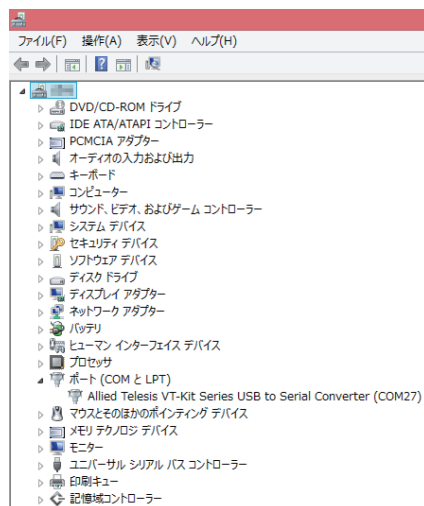 ファイル(F) 操作(A) 表示(V) ヘルプ(H)
DVD/CD-ROM ドライブ
IDE ATA/ATAPI コントローラー
PCMCIA アダプター
オーディオの入力および出力
キーボード
コンピューター
サウンド、ビデオ、およびゲーム コントローラー
システム デバイス
セキュリティ デバイス
ソフトウェア デバイス
ディスク ドライブ
ディスプレイ アダプター
ネットワーク アダプター
バッテリ
ヒューマン インターフェイス デバイス
プロセッサ
ポート (COM と LPT)
Allied Telesis VT-Kit Series USB to Serial Converter (COM27)
マウスとそのほかのポインティング デバイス
メモリ テクノロジ デバイス
モニター
ユニバーサル シリアル バス コントローラー
印刷キュー
記憶域コントローラー